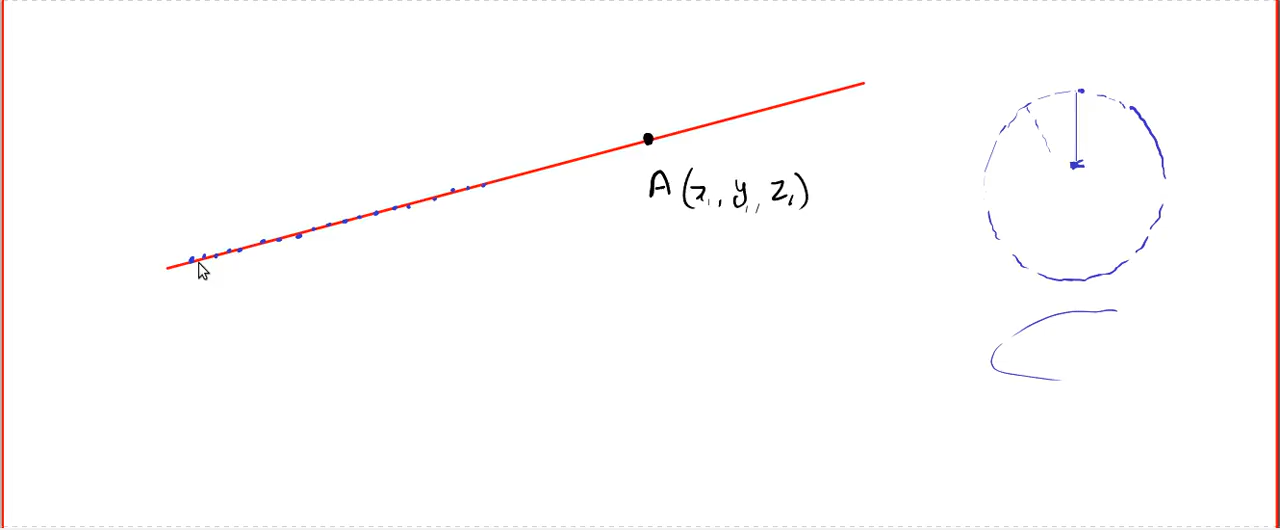 A (x₁, y₁, z₁)